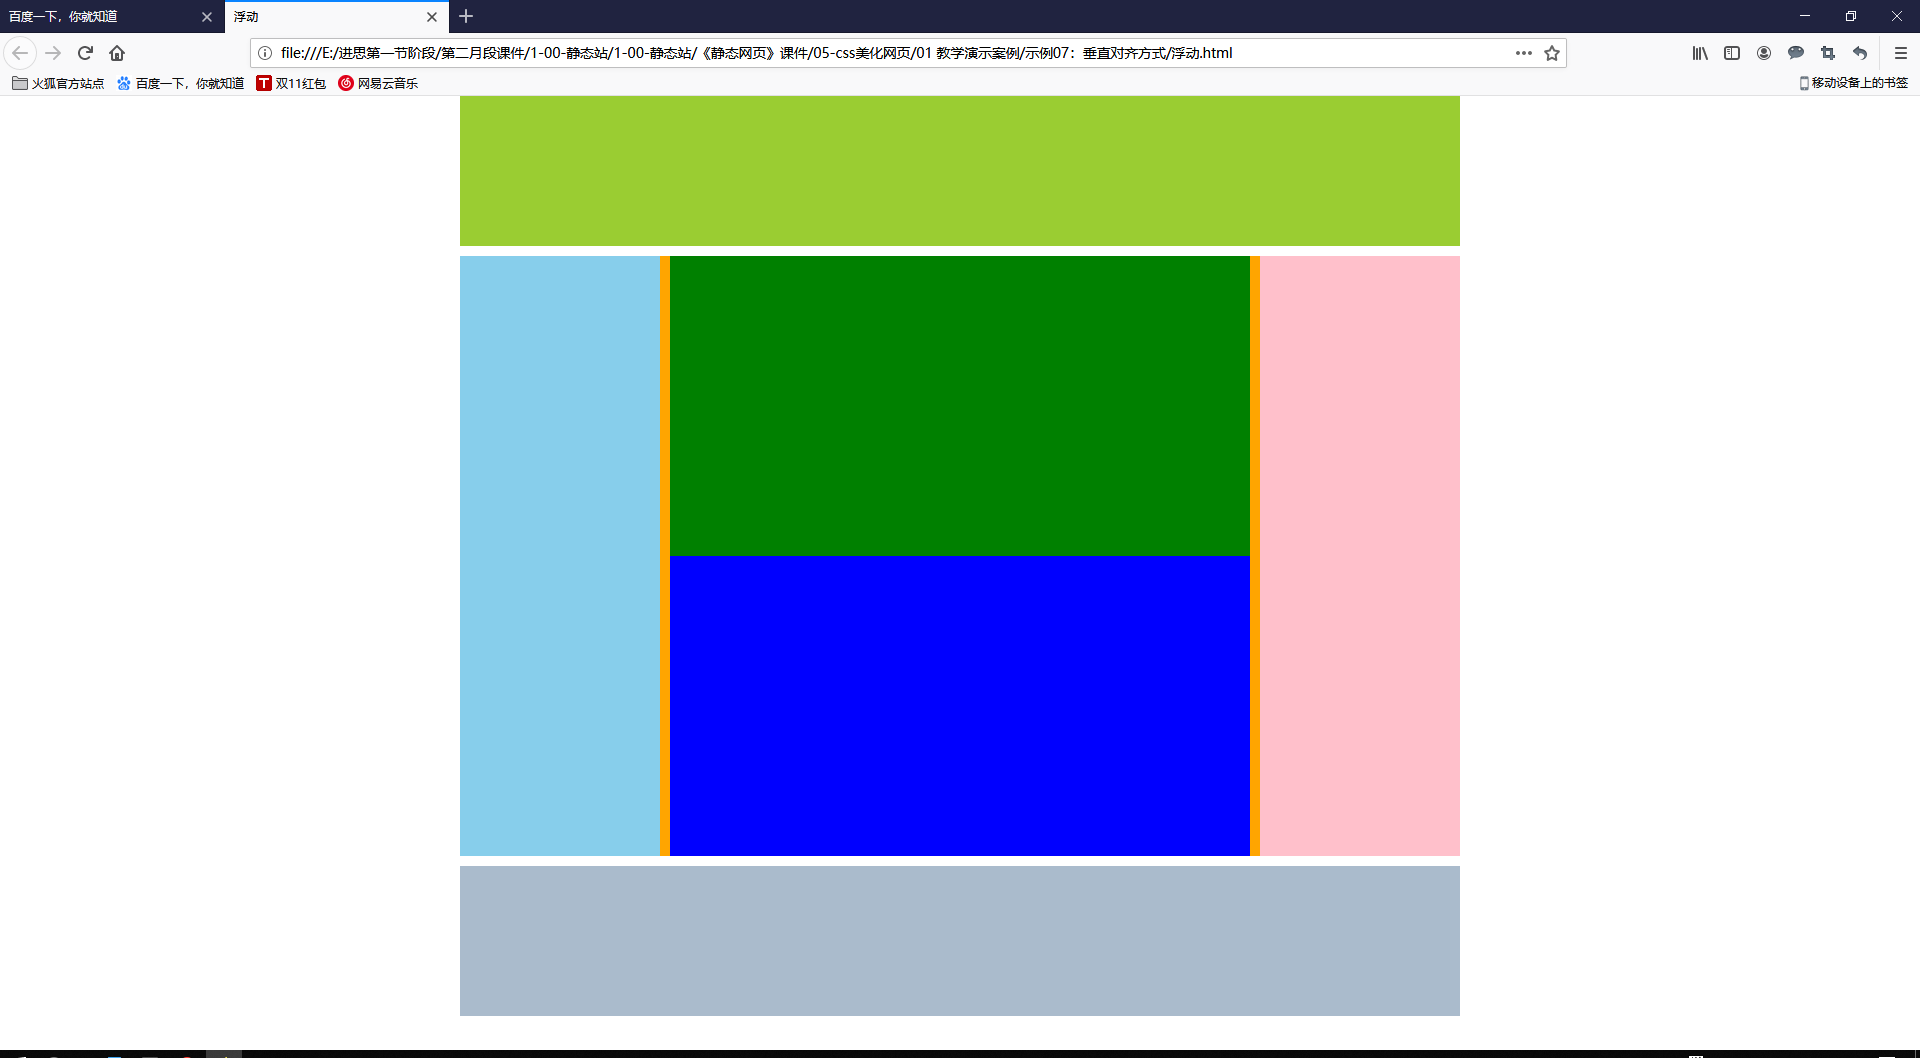 百度一下，你就知道
浮动
file:///E:/进思第一节阶段/第二月段课件/1-00-静态站/1-00-静态站/《静态网页》课件/05-css美化网页/01 教学演示案例/示例07：垂直对齐方式/浮动.html
火狐官方站点 百度一下，你就知道 T 双11红包 网易云音乐 移动设备上的书签